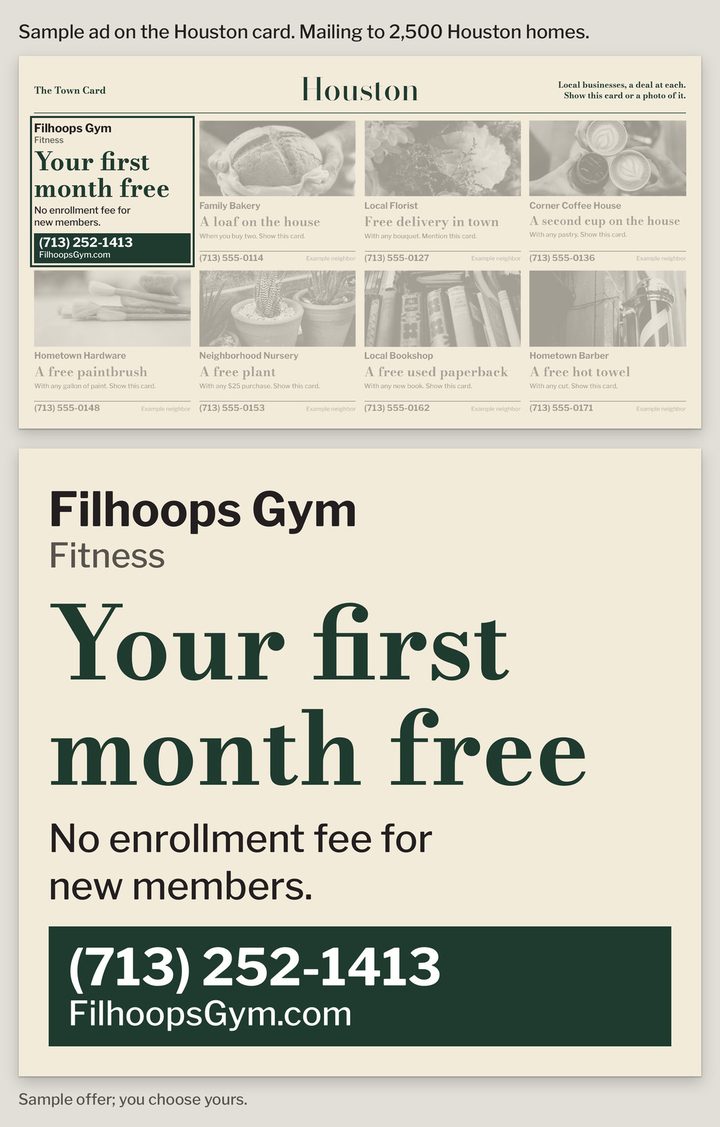 Sample ad on the Houston card. Mailing to 2,500 Houston homes.
The Town Card
Houston
Local businesses, a deal at each.
Show this card or a photo of it.
Filhoops Gym
Fitness
Your first
month free
No enrollment fee for
new members.
(713) 252-1413
FilhoopsGym.com
Family Bakery
A loaf on the house
When you buy two. Show this card.
(713) 555-0114
Example neighbor
Local Florist
Free delivery in town
With any bouquet. Mention this card.
(713) 555-0127
Example neighbor
Corner Coffee House
A second cup on the house
With any pastry. Show this card.
(713) 555-0136
Example neighbor
Hometown Hardware
A free paintbrush
With any gallon of paint. Show this card.
(713) 555-0148
Example neighbor
Neighborhood Nursery
A free plant
With any $25 purchase. Show this card.
(713) 555-0153
Example neighbor
Local Bookshop
A free used paperback
With any new book. Show this card.
(713) 555-0162
Example neighbor
Hometown Barber
A free hot towel
With any cut. Show this card.
(713) 555-0171
Example neighbor
Filhoops Gym
Fitness
Your first
month free
No enrollment fee for
new members.
(713) 252-1413
FilhoopsGym.com
Sample offer; you choose yours.